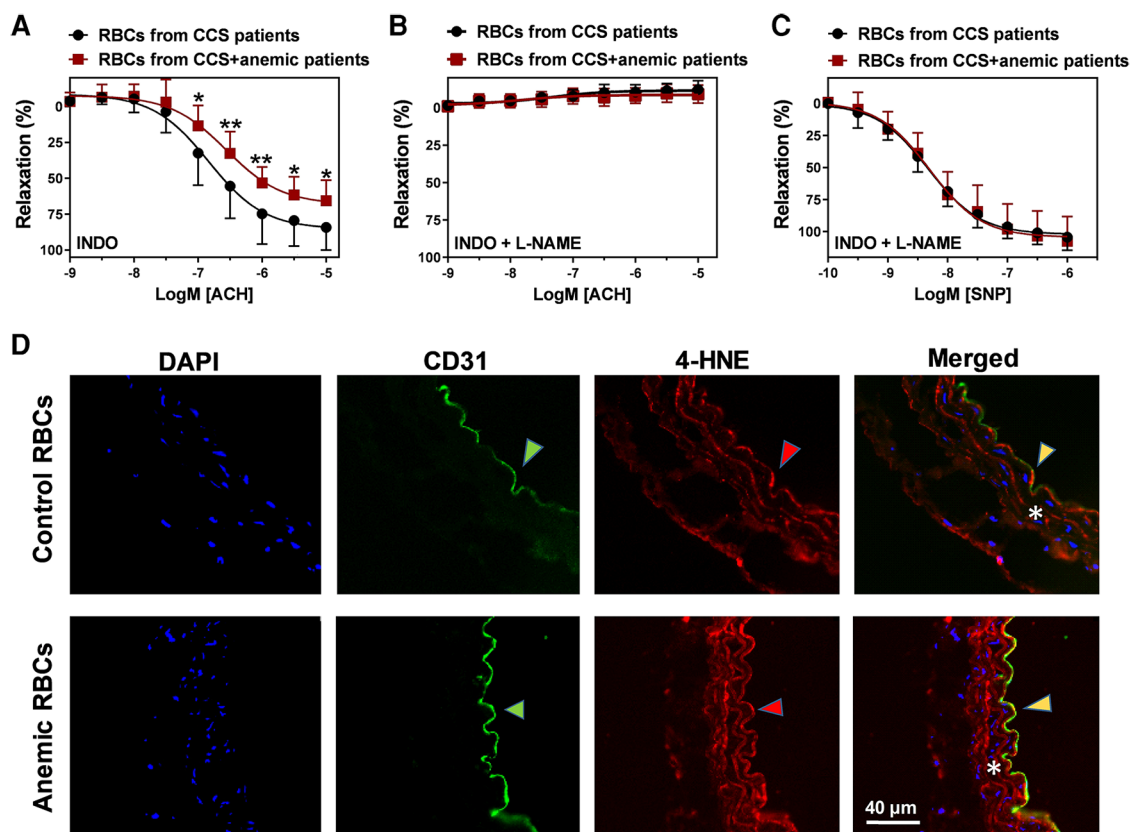 A
RBCs from CCS patients
RBCs from CCS+anemic patients
Relaxation (%)
0
25
50
75
100
INDO
* ** ** * *
-9 -8 -7 -6 -5
LogM [ACH]
B
RBCs from CCS patients
RBCs from CCS+anemic patients
Relaxation (%)
0
25
50
75
100
INDO + L-NAME
-9 -8 -7 -6 -5
LogM [ACH]
C
RBCs from CCS patients
RBCs from CCS+anemic patients
Relaxation (%)
0
25
50
75
100
INDO + L-NAME
-10 -9 -8 -7 -6
LogM [SNP]
D
DAPI CD31 4-HNE Merged
Control RBCs
*
Anemic RBCs
*
40 µm